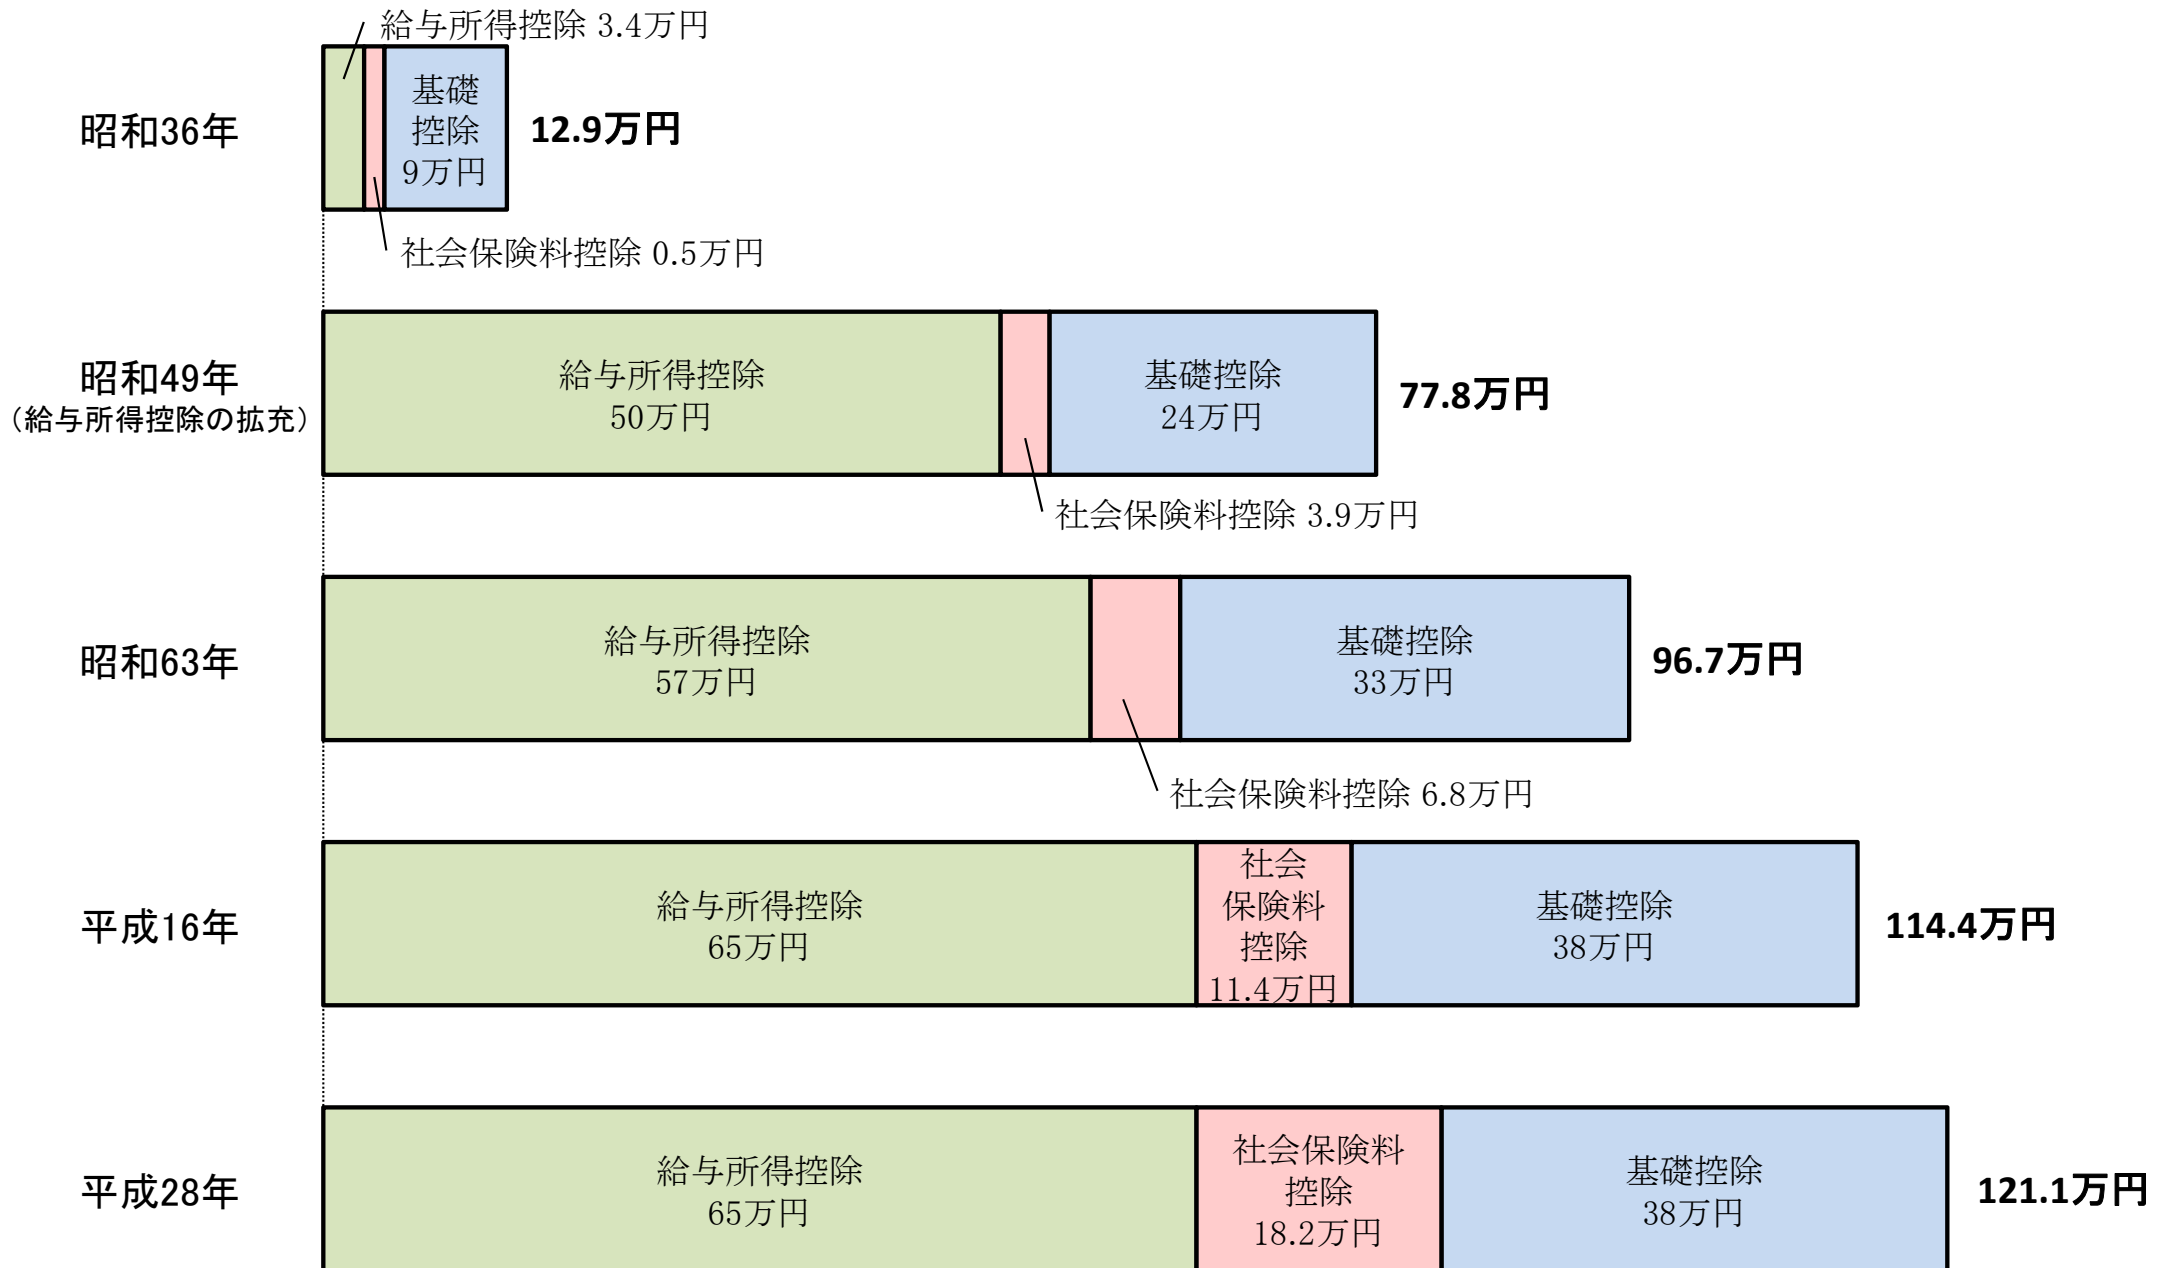 給与所得控除 3.4万円
昭和36年
基礎
控除
9万円
12.9万円
社会保険料控除 0.5万円
昭和49年
（給与所得控除の拡充）
給与所得控除
50万円
基礎控除
24万円
77.8万円
社会保険料控除 3.9万円
昭和63年
給与所得控除
57万円
基礎控除
33万円
96.7万円
社会保険料控除 6.8万円
平成16年
給与所得控除
65万円
社会
保険料
控除
11.4万円
基礎控除
38万円
114.4万円
平成28年
給与所得控除
65万円
社会保険料
控除
18.2万円
基礎控除
38万円
121.1万円